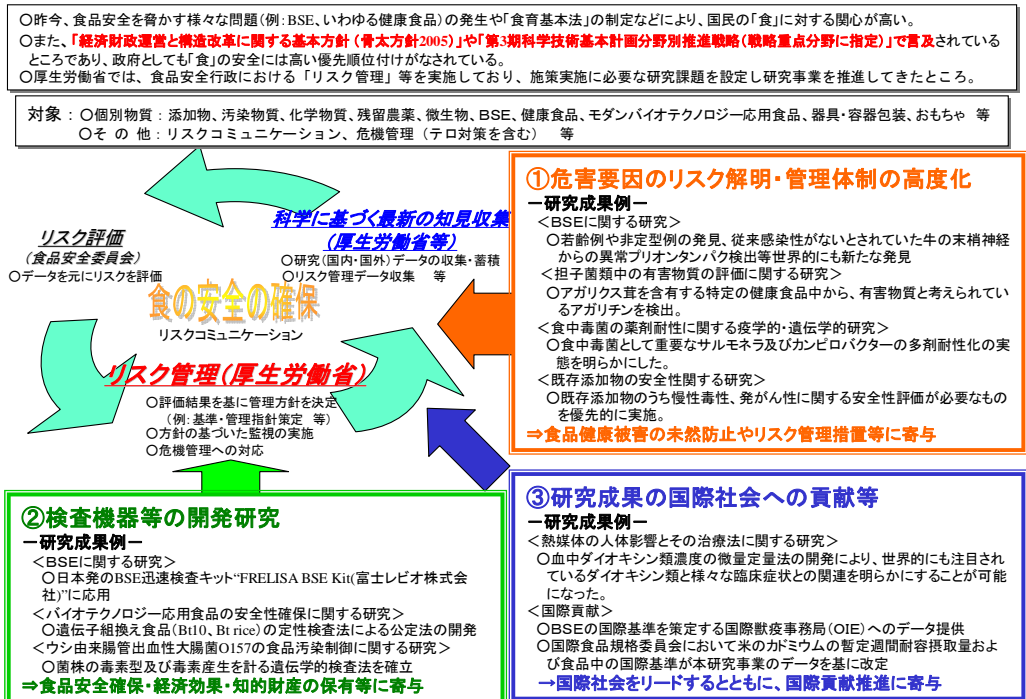 ○昨今、食品安全を脅かす様々な問題(例:BSE、いわゆる健康食品)の発生や「食育基本法」の制定などにより、国民の「食」に対する関心が高い。
○また、「経済財政運営と構造改革に関する基本方針（骨太方針2005）」や「第3期科学技術基本計画分野別推進戦略(戦略重点分野に指定)」で言及されている
ところであり、政府としても「食」の安全には高い優先順位付けがなされている。
○厚生労働省では、食品安全行政における「リスク管理」等を実施しており、施策実施に必要な研究課題を設定し研究事業を推進してきたところ。
対象：○個別物質：添加物、汚染物質、化学物質、残留農薬、微生物、BSE、健康食品、モダンバイオテクノロジー応用食品、器具・容器包装、おもちゃ 等
○そ の 他：リスクコミュニケーション、危機管理（テロ対策を含む） 等
科学に基づく最新の知見収集
（厚生労働省等）
○研究(国内・国外)データの収集・蓄積
○リスク管理データ収集 等
リスク評価
（食品安全委員会）
○データを元にリスクを評価
食の安全の確保
リスクコミュニケーション
リスク管理（厚生労働省）
○評価結果を基に管理方針を決定
（例：基準・管理指針策定 等）
○方針の基づいた監視の実施
○危機管理への対応
①危害要因のリスク解明・管理体制の高度化
－研究成果例－
＜BSEに関する研究＞
○若齢例や非定型例の発見、従来感染性がないとされていた牛の末梢神経
からの異常プリオンタンパク検出等世界的にも新たな発見
＜担子菌類中の有害物質の評価に関する研究＞
○アガリクス茸を含有する特定の健康食品中から、有害物質と考えられてい
るアガリチンを検出。
＜食中毒菌の薬剤耐性に関する疫学的・遺伝学的研究＞
○食中毒菌として重要なサルモネラ及びカンピロバクターの多剤耐性化の実
態を明らかにした。
＜既存添加物の安全性関する研究＞
○既存添加物のうち慢性毒性、発がん性に関する安全性評価が必要なもの
を優先的に実施。
⇒食品健康被害の未然防止やリスク管理措置等に寄与
②検査機器等の開発研究
－研究成果例－
＜BSEに関する研究＞
○日本発のBSE迅速検査キット“FRELISA BSE Kit(富士レビオ株式会
社)”に応用
＜バイオテクノロジー応用食品の安全性確保に関する研究＞
○遺伝子組換え食品(Bt10、Bt rice)の定性検査法による公定法の開発
＜ウシ由来腸管出血性大腸菌O157の食品汚染制御に関する研究＞
○菌株の毒素型及び毒素産生を計る遺伝学的検査法を確立
⇒食品安全確保・経済効果・知的財産の保有等に寄与
③研究成果の国際社会への貢献等
－研究成果例－
＜熱媒体の人体影響とその治療法に関する研究＞
○血中ダイオキシン類濃度の微量定量法の開発により、世界的にも注目され
ているダイオキシン類と様々な臨床症状との関連を明らかにすることが可能
になった。
＜国際貢献＞
○BSEの国際基準を策定する国際獣疫事務局(OIE)へのデータ提供
○国際食品規格委員会において米のカドミウムの暫定週間耐容摂取量およ
び食品中の国際基準が本研究事業のデータを基に改定
→国際社会をリードするとともに、国際貢献推進に寄与